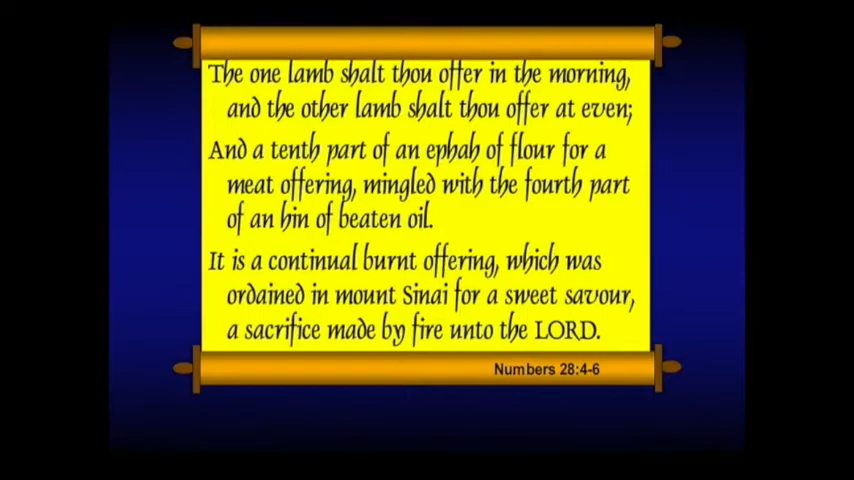 The one lamb shalt thou offer in the morning,
and the other lamb shalt thou offer at even;
And a tenth part of an ephah of flour for a
meat offering, mingled with the fourth part
of an hin of beaten oil.
It is a continual burnt offering, which was
ordained in mount Sinai for a sweet savour,
a sacrifice made by fire unto the LORD.
Numbers 28:4-6